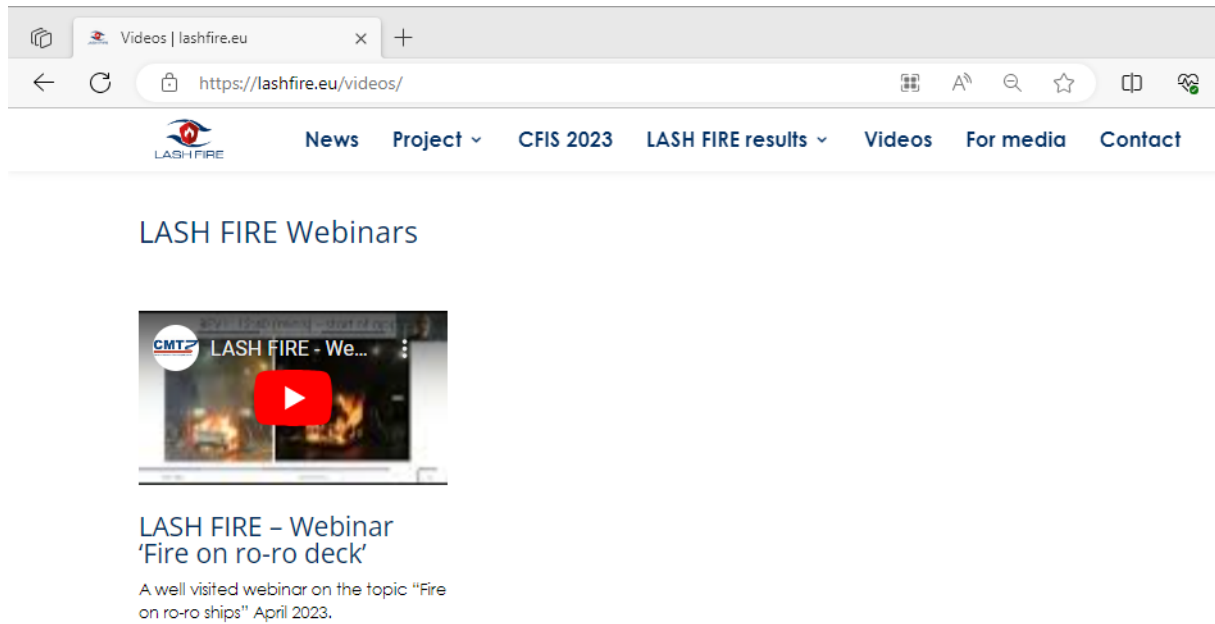 Videos | lashfire.eu
https://lashfire.eu/videos/
LASH FIRE
News Project CFIS 2023 LASH FIRE results Videos For media Contact
LASH FIRE Webinars
CMT
LASH FIRE - We...
LASH FIRE – Webinar
‘Fire on ro-ro deck’
A well visited webinar on the topic “Fire
on ro-ro ships” April 2023.